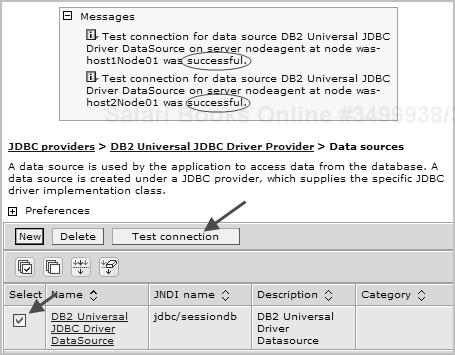 Messages
Test connection for data source DB2 Universal JDBC
Driver DataSource on server nodeagent at node was-
host1Node01 was successful.
Test connection for data source DB2 Universal JDBC
Driver DataSource on server nodeagent at node was-
host2Node01 was successful.
Safari Books Online #3499938/
JDBC providers > DB2 Universal JDBC Driver Provider > Data sources
A data source is used by the application to access data from the database. A
data source is created under a JDBC provider, which supplies the specific JDBC
driver implementation class.
Preferences
New Delete Test connection
Select Name JNDI name Description Category
DB2 Universal jdbc/sessiondb DB2 Universal
JDBC Driver Driver
DataSource Datasource